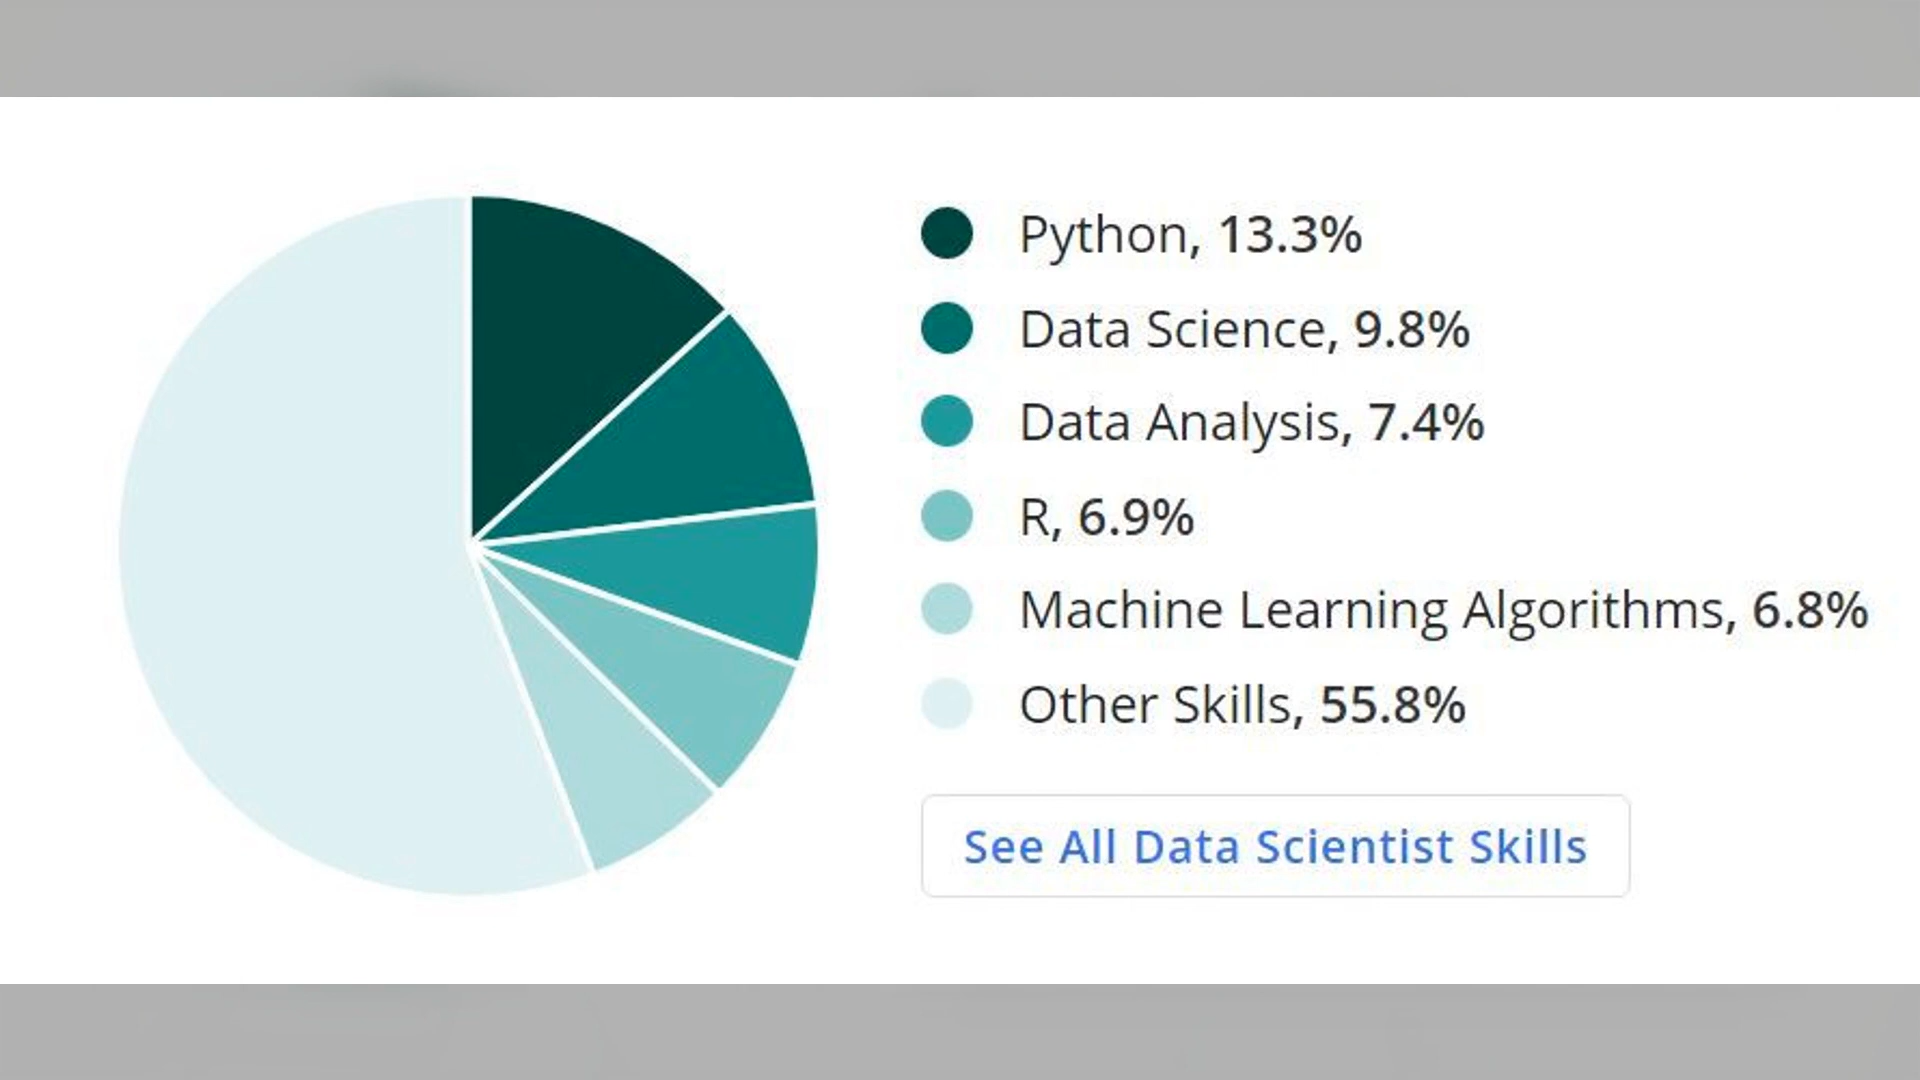 Python, 13.3%
Data Science, 9.8%
Data Analysis, 7.4%
R, 6.9%
Machine Learning Algorithms, 6.8%
Other Skills, 55.8%
See All Data Scientist Skills